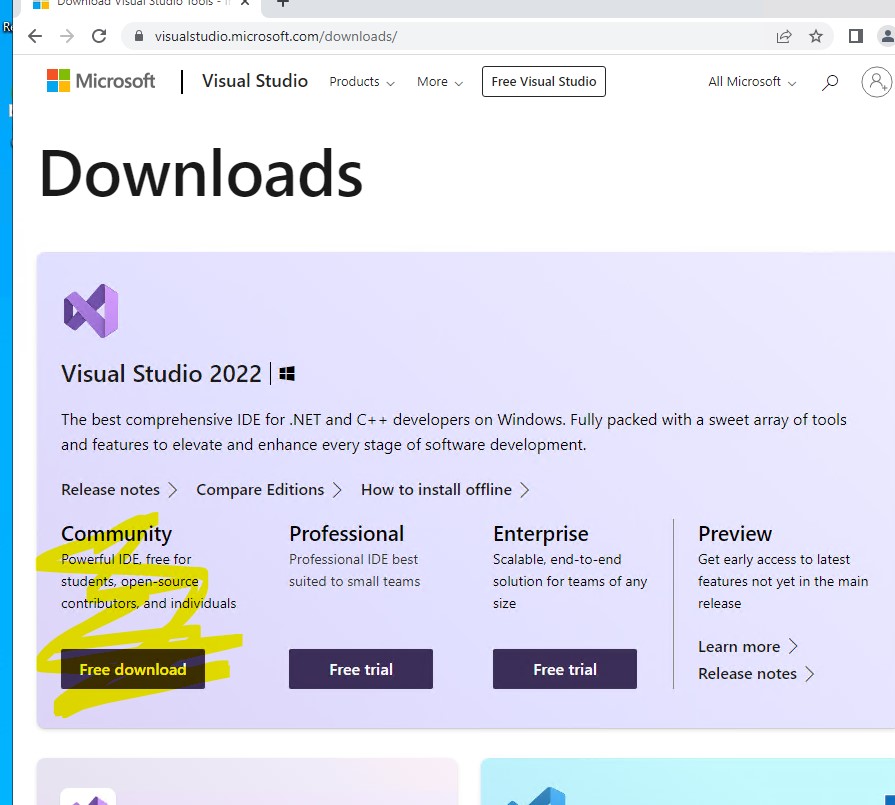 Download Visual Studio Tools -
visualstudio.microsoft.com/downloads/
Microsoft
Visual Studio
Products
More
Free Visual Studio
All Microsoft
Downloads
Visual Studio 2022
The best comprehensive IDE for .NET and C++ developers on Windows. Fully packed with a sweet array of tools
and features to elevate and enhance every stage of software development.
Release notes
Compare Editions
How to install offline
Community
Powerful IDE, free for
students, open-source
contributors, and individuals
Free download
Professional
Professional IDE best
suited to small teams
Free trial
Enterprise
Scalable, end-to-end
solution for teams of any
size
Free trial
Preview
Get early access to latest
features not yet in the main
release
Learn more
Release notes